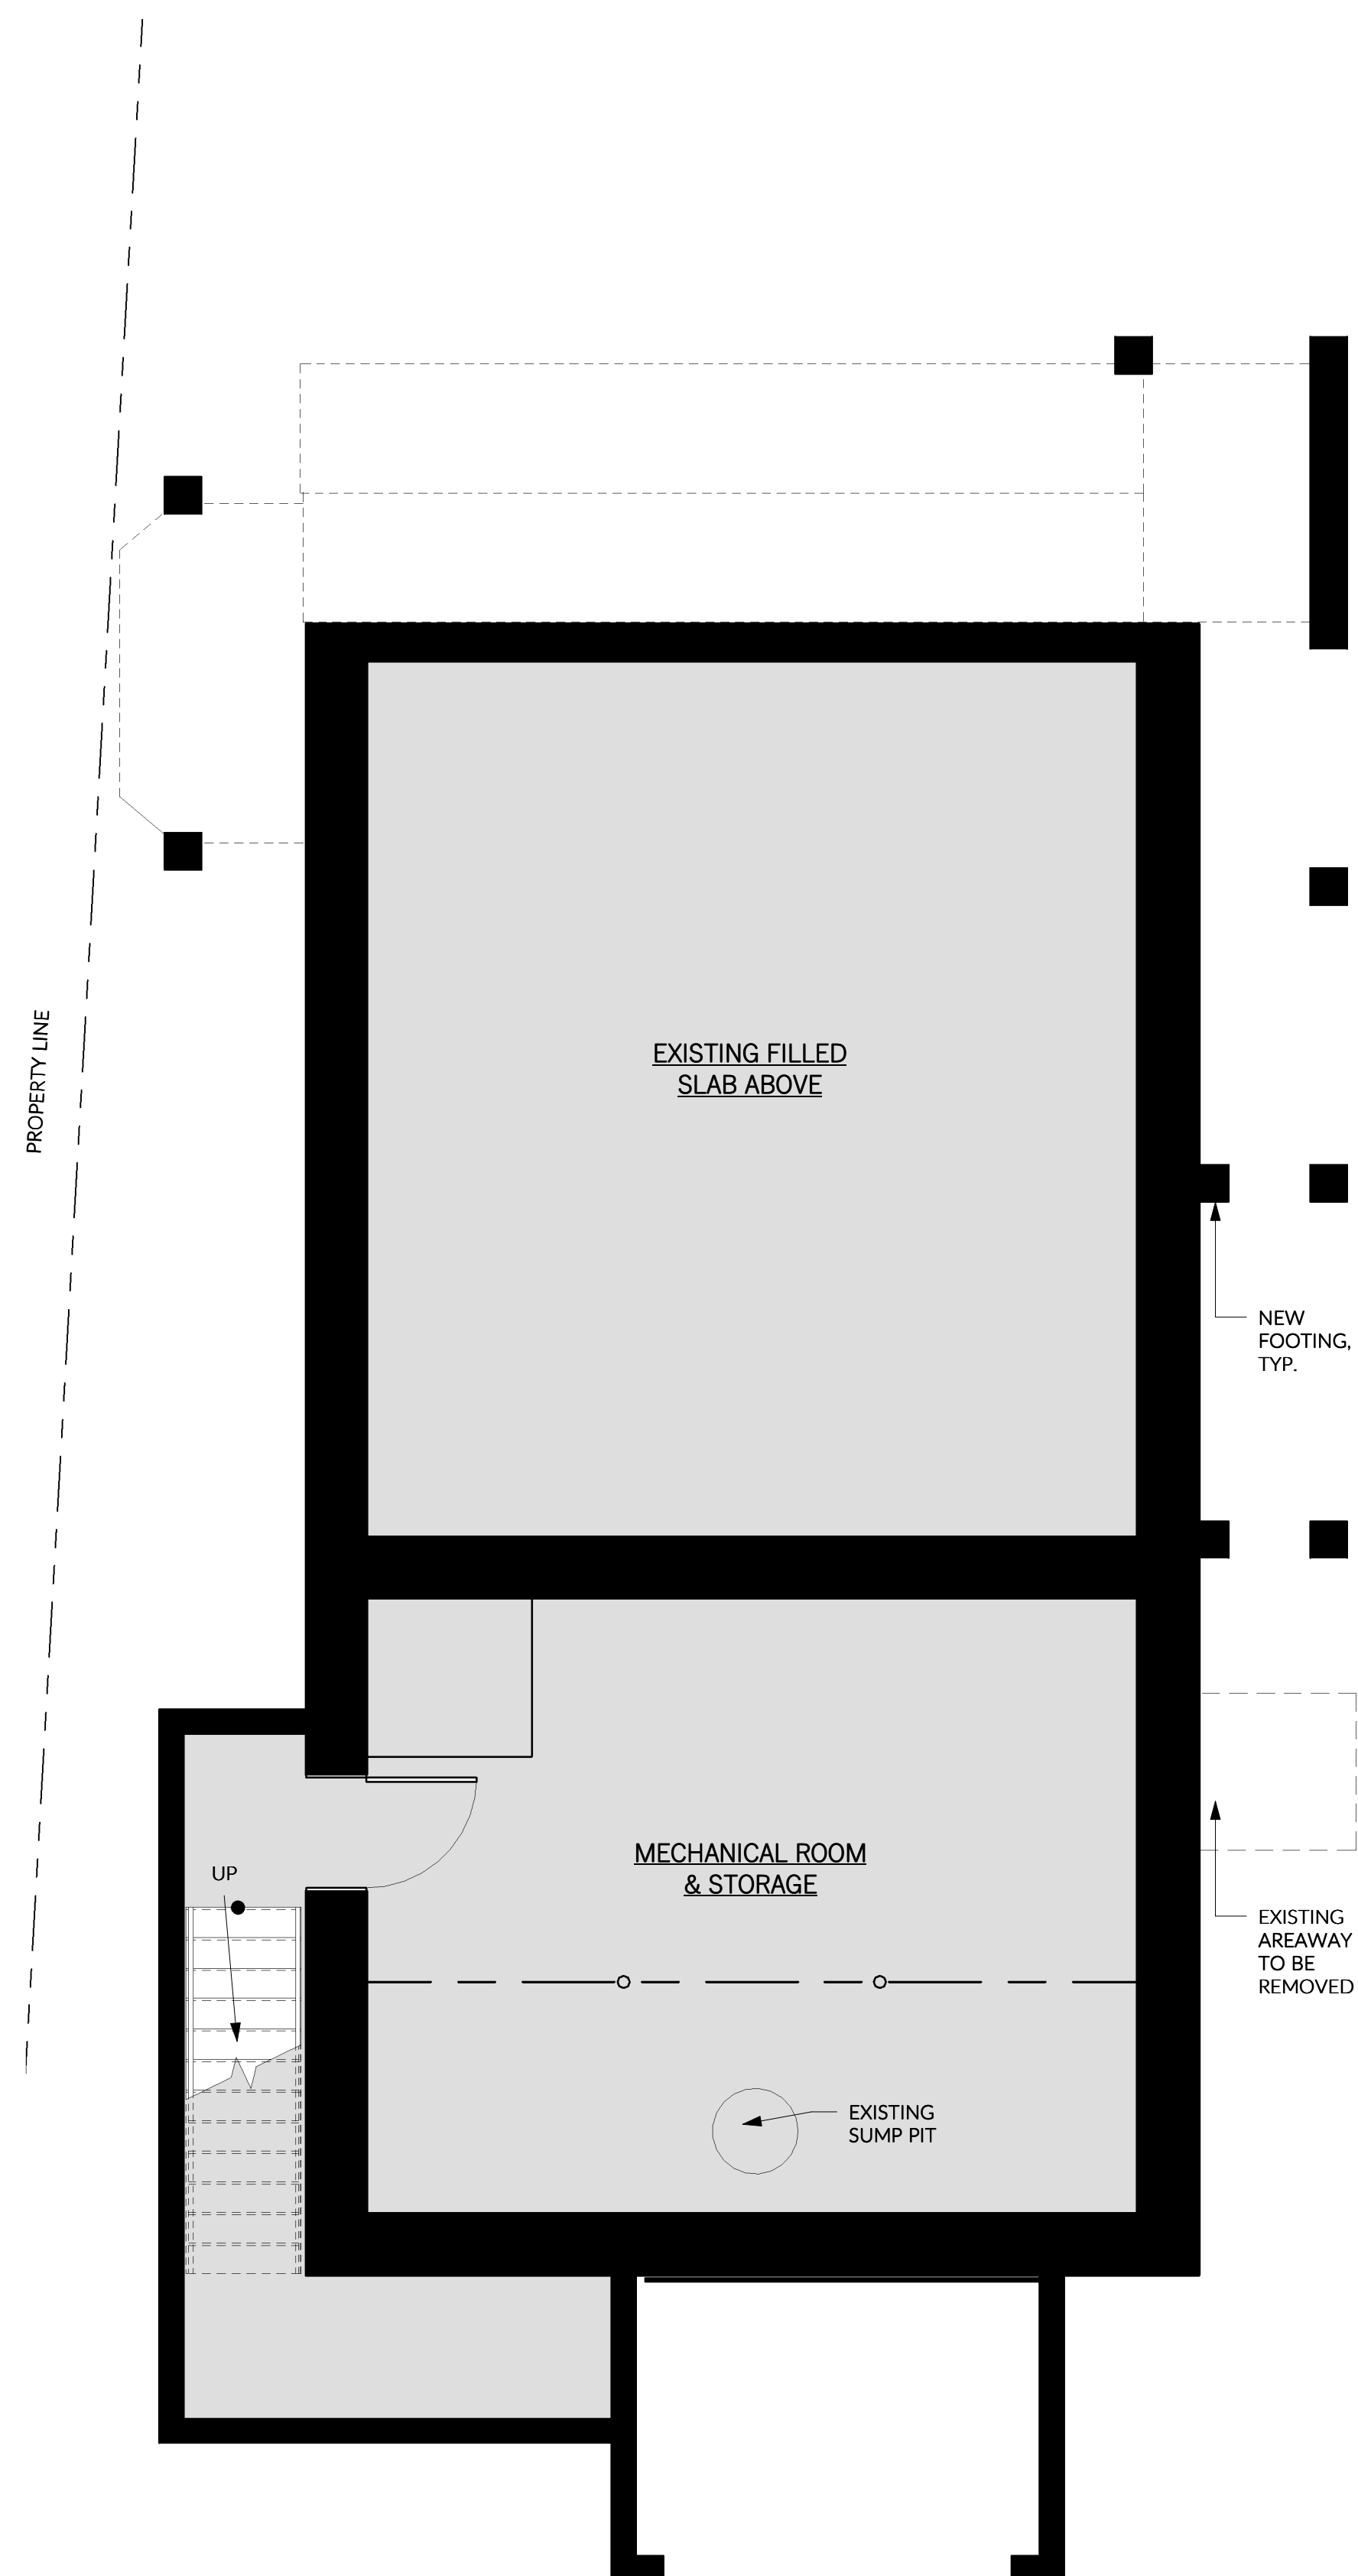 PROPERTY LINE
EXISTING FILLED
SLAB ABOVE
NEW
FOOTING,
TYP.
MECHANICAL ROOM
& STORAGE
UP
EXISTING
AREAWAY
TO BE
REMOVED
EXISTING
SUMP PIT